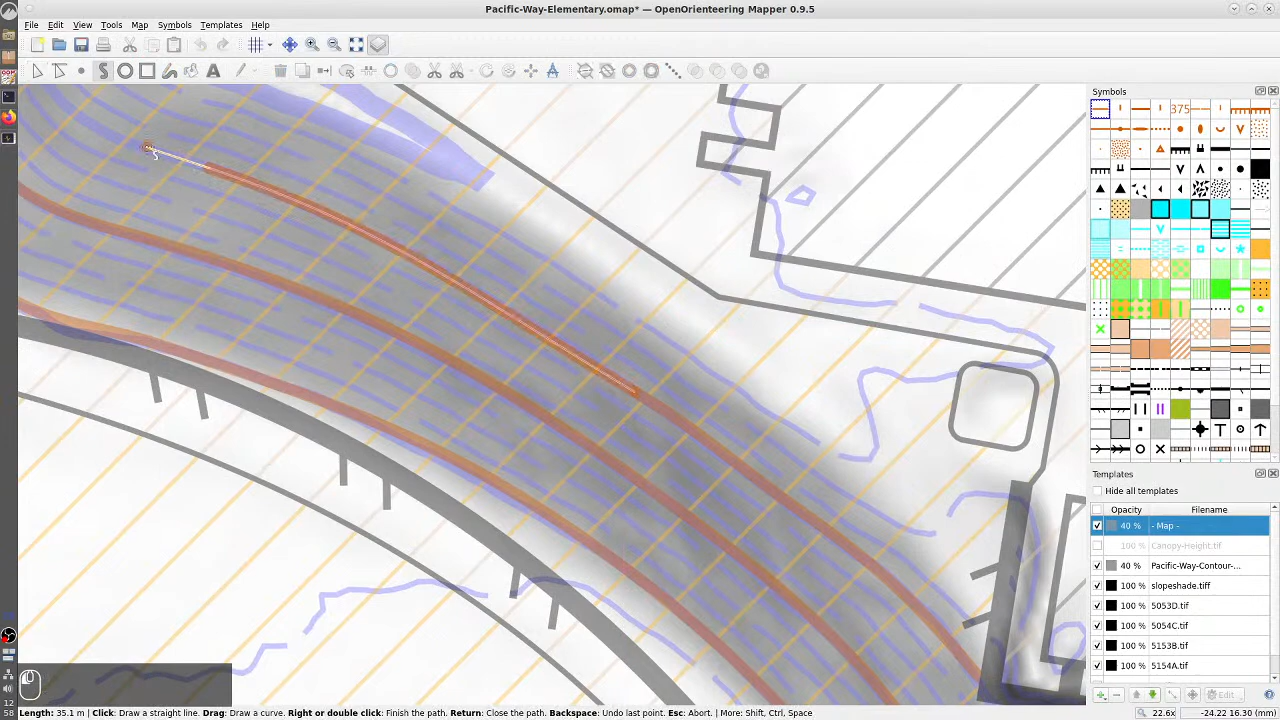 Pacific-Way-Elementary.omap* — OpenOrienteering Mapper 0.9.5
File Edit View Tools Map Symbols Templates Help
Symbols
375
Templates
Hide all templates
Opacity Filename
40 % - Map -
100 % Canopy-Height.tif
40 % Pacific-Way-Contour-...
100 % slopeshade.tiff
100 % 5053D.tif
100 % 5054C.tif
100 % 5153B.tif
100 % 5154A.tif
Edit
12
58
Length: 35.1 m | Click: Draw a straight line. Drag: Draw a curve. Right or double click: Finish the path. Return: Close the path. Backspace: Undo last point. Esc: Abort. | More: Shift, Ctrl, Space
22.6x
-24.22 16.30 (mm)